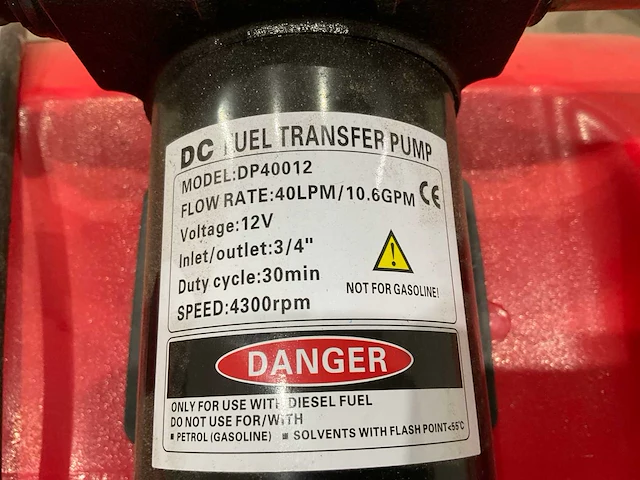 DC FUEL TRANSFER PUMP
MODEL:DP40012
FLOW RATE:40LPM/10.6GPM CE
Voltage:12V
Inlet/outlet:3/4"
Duty cycle:30min
NOT FOR GASOLINE!
SPEED:4300rpm
DANGER
ONLY FOR USE WITH DIESEL FUEL
DO NOT USE FOR/WITH
▪ PETROL (GASOLINE) ▪ SOLVENTS WITH FLASH POINT<55℃